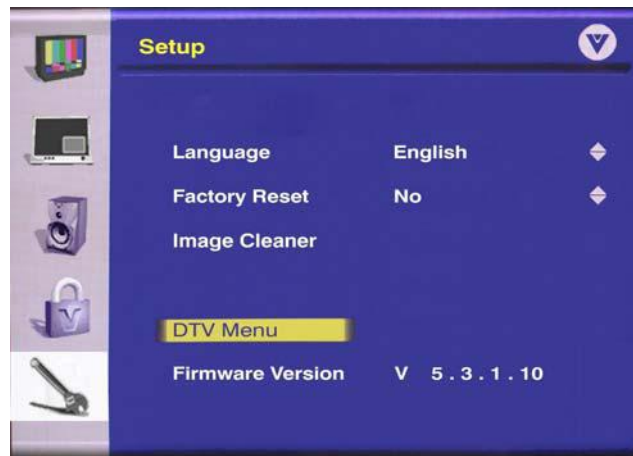 Setup
Language English
Factory Reset No
Image Cleaner
DTV Menu
Firmware Version V 5.3.1.10